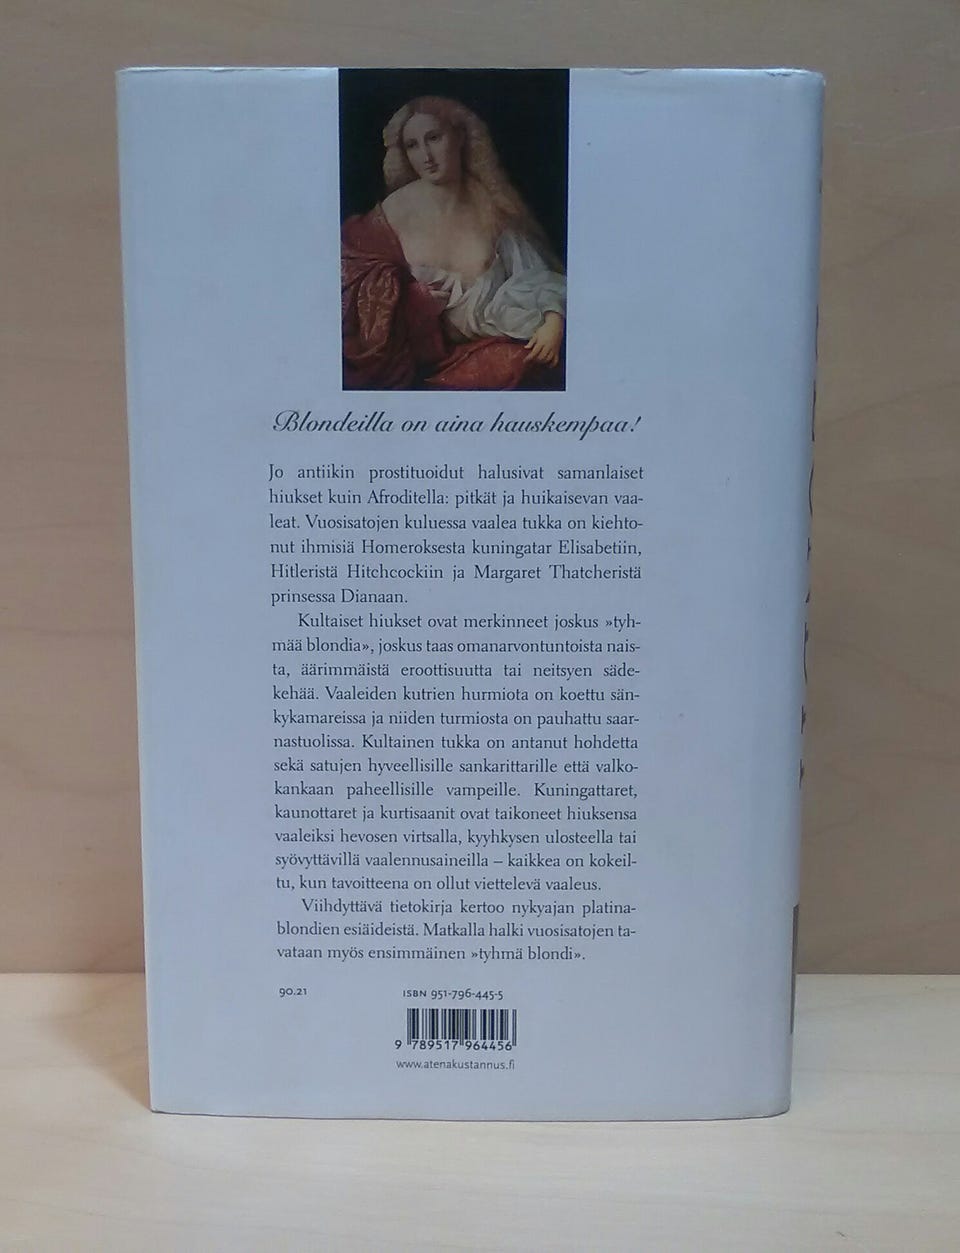 Blondeilla on aina hauskempaa!
Jo antiikin prostituoidut halusivat samanlaiset
hiukset kuin Afroditella: pitkät ja huikaisevan vaa-
leat. Vuosisatojen kuluessa vaalea tukka on kiehto-
nut ihmisiä Homeroksesta kuningatar Elisabetiin,
Hitleristä Hitchcockiin ja Margaret Thatcheristä
prinsessa Dianaan.
Kultaiset hiukset ovat merkinneet joskus »tyh-
mää blondia», joskus taas omanarvontuntoista nais-
ta, äärimmäistä eroottisuutta tai neitsyen säde-
kehää. Vaaleiden kutrien hurmiota on koettu sän-
kykamareissa ja niiden turmiosta on pauhattu saar-
nastuolissa. Kultainen tukka on antanut hohdetta
sekä satujen hyveellisille sankarittarille että valko-
kankaan paheellisille vampeille. Kuningattaret,
kaunottaret ja kurtisaanit ovat taikoneet hiuksensa
vaaleiksi hevosen virtsalla, kyyhkysen ulosteella tai
syövyttävillä vaalennusaineilla – kaikkea on kokeil-
tu, kun tavoitteena on ollut viettelevä vaaleus.
Viihdyttävä tietokirja kertoo nykyajan platina-
blondien esiäideistä. Matkalla halki vuosisatojen ta-
vataan myös ensimmäinen »tyhmä blondi».
90.21
ISBN 951-796-445-5
9 789517 964456
www.atenakustannus.fi